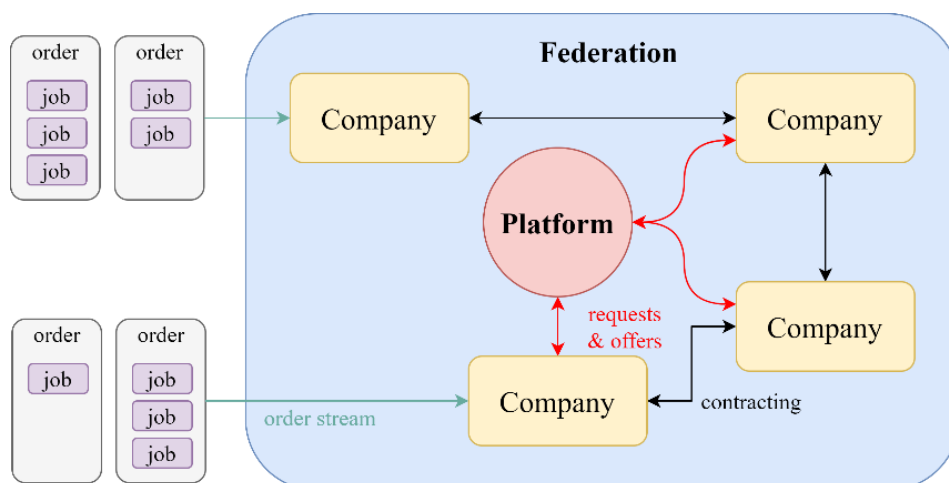 order
order
job
job
job
job
job
Federation
Company
Company
Platform
requests
& offers
Company
Company
contracting
order
order
job
job
job
job
order stream